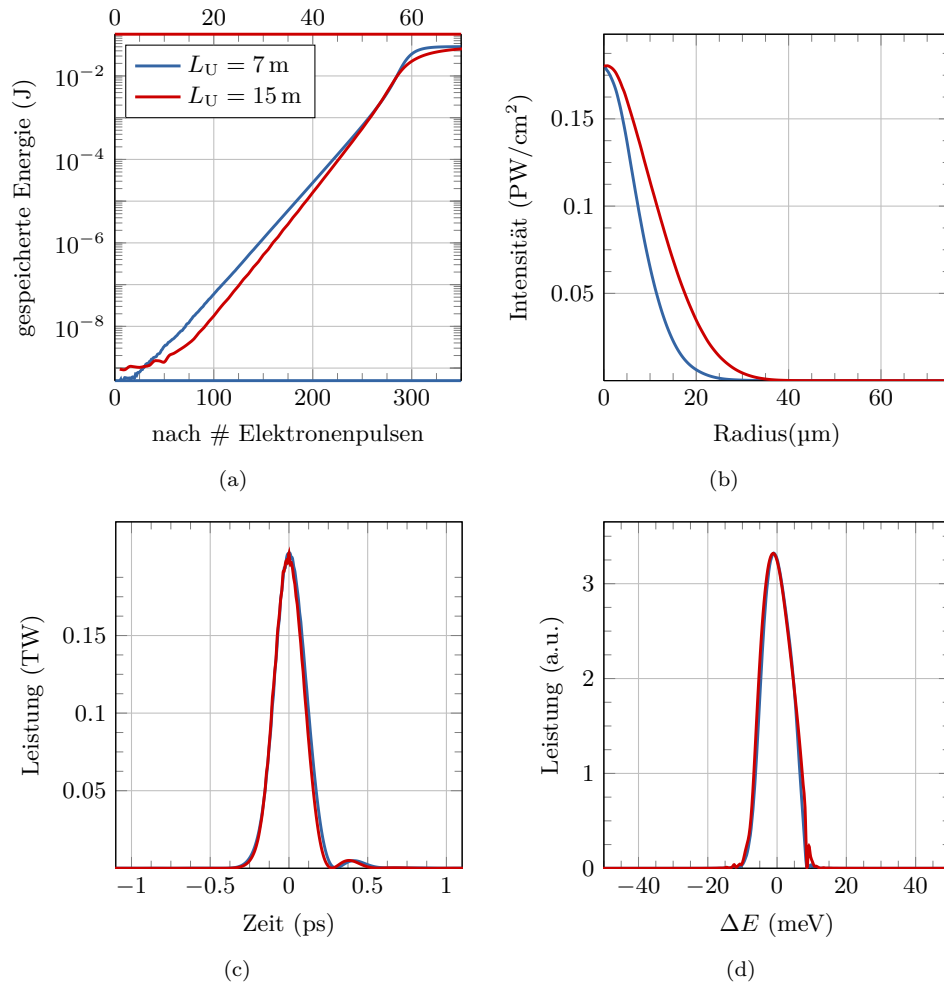 0 20 40 60
10⁻² 10⁻⁴ 10⁻⁶ 10⁻⁸
gespeicherte Energie (J)
L_U = 7 m
L_U = 15 m
0 100 200 300
nach # Elektronenpulsen
(a)
0.15 0.1 0.05
Intensität (PW/cm²)
0 20 40 60
Radius(µm)
(b)
0.15 0.1 0.05
Leistung (TW)
−1 −0.5 0 0.5 1
Zeit (ps)
(c)
3 2 1 0
Leistung (a.u.)
−40 −20 0 20 40
ΔE (meV)
(d)